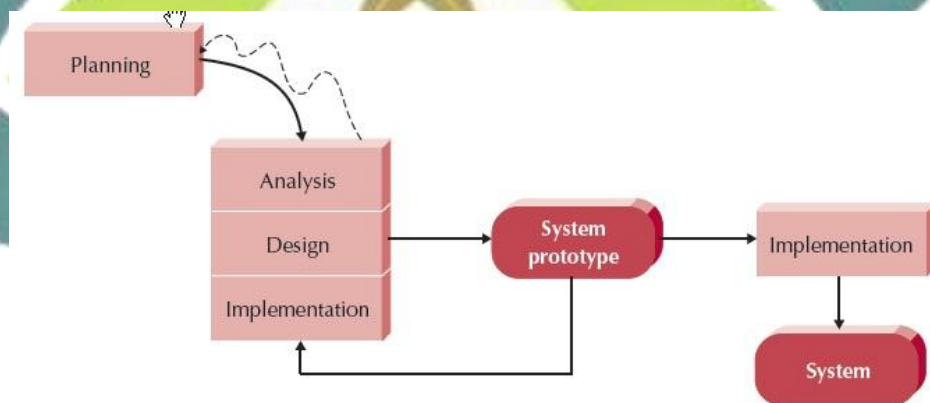 Planning
Analysis
Design
Implementation
System
prototype
Implementation
System